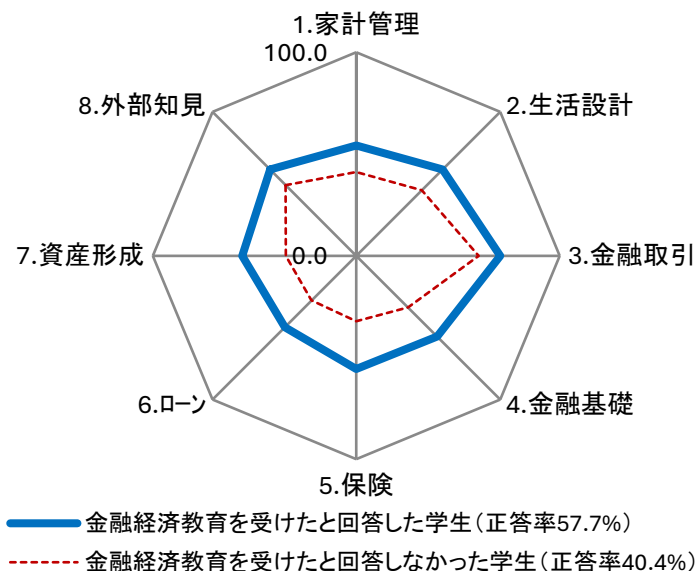 1.家計管理
100.0
8.外部知見
2.生活設計
7.資産形成
0.0
3.金融取引
6.ローン
4.金融基礎
5.保険
金融経済教育を受けたと回答した学生(正答率57.7%)
金融経済教育を受けたと回答しなかった学生(正答率40.4%)